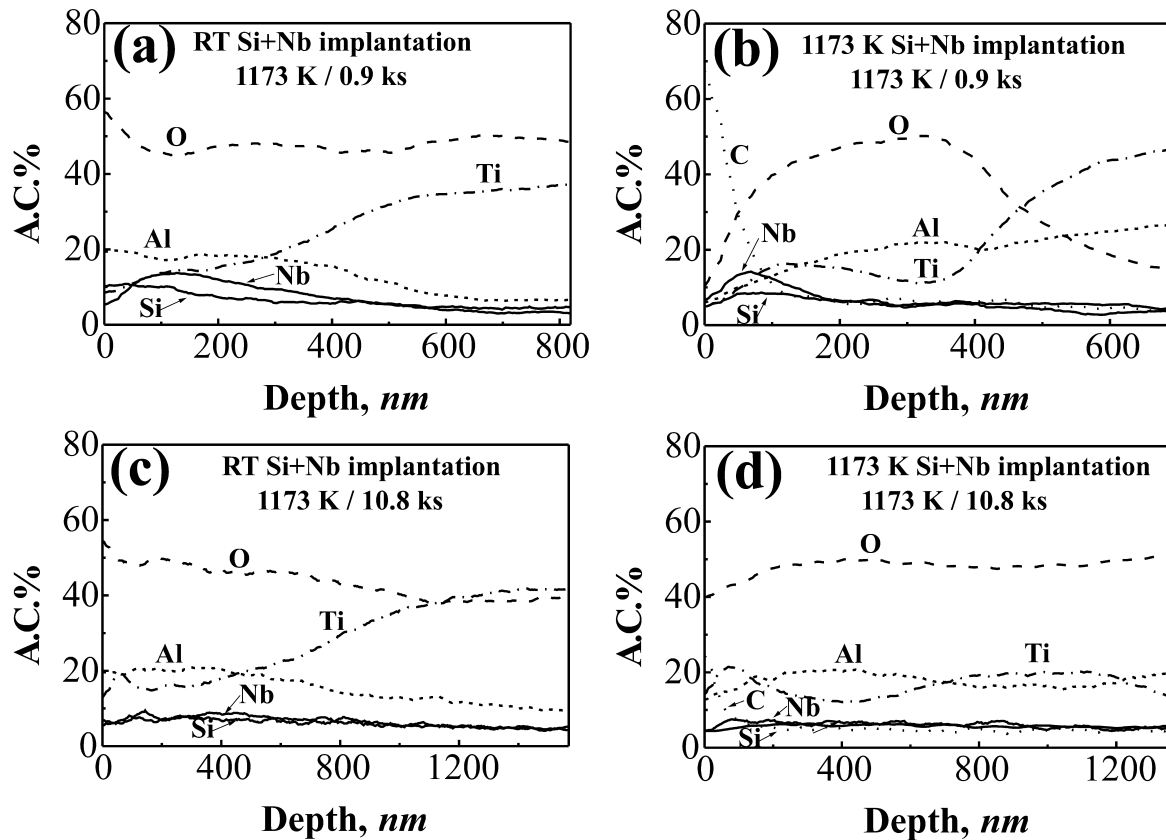 (a)
RT Si+Nb implantation
1173 K / 0.9 ks
A.C.%
80
60
40
20
0
O
Ti
Al
Nb
Si
0 200 400 600 800
Depth, nm
(b)
1173 K Si+Nb implantation
1173 K / 0.9 ks
A.C.%
80
60
40
20
0
C
O
Nb
Al
Ti
Si
0 200 400 600
Depth, nm
(c)
RT Si+Nb implantation
1173 K / 10.8 ks
A.C.%
80
60
40
20
0
O
Ti
Al
Nb
Si
0 400 800 1200
Depth, nm
(d)
1173 K Si+Nb implantation
1173 K / 10.8 ks
A.C.%
80
60
40
20
0
O
Al
Ti
C
Nb
Si
0 400 800 1200
Depth, nm